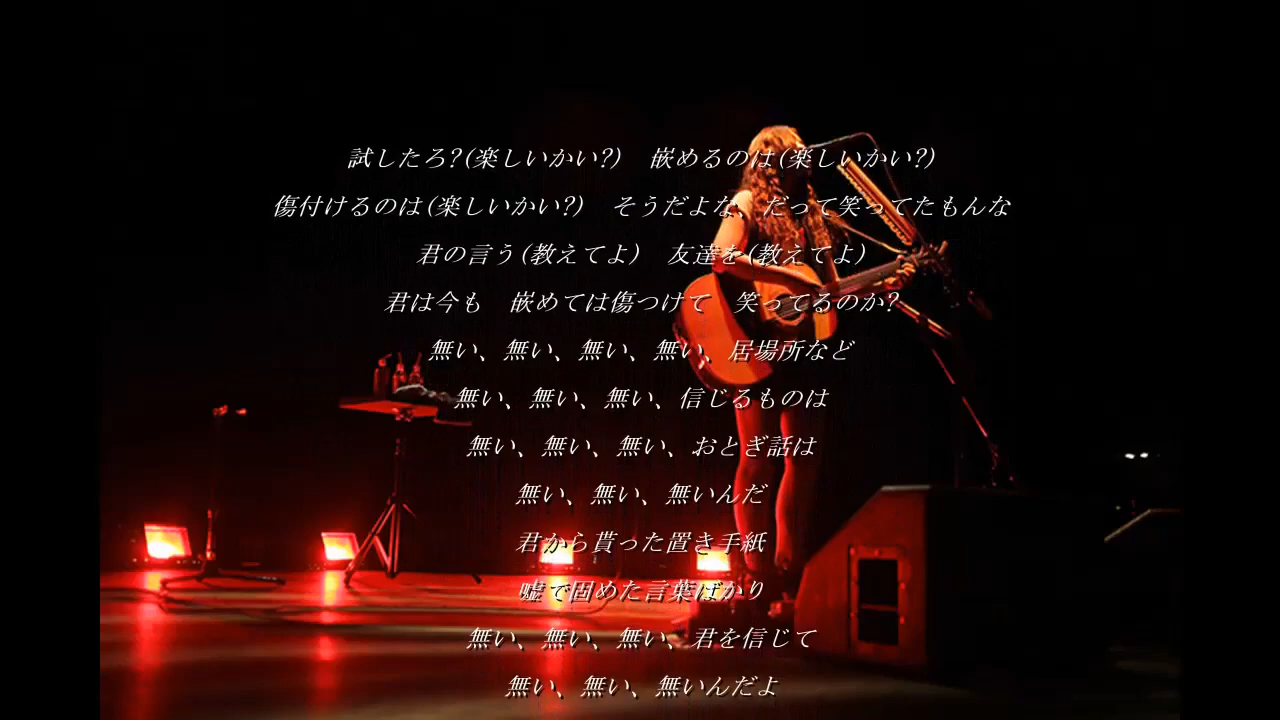 試したろ?(楽しいかい?)　嵌めるのは(楽しいかい?)
傷付けるのは(楽しいかい?)　そうだよな、だって笑ってたもんな
君の言う(教えてよ)　友達を(教えてよ)
君は今も　嵌めては傷つけて　笑ってるのか?
無い、無い、無い、無い、居場所など
無い、無い、無い、信じるものは
無い、無い、無い、おとぎ話は
無い、無い、無いんだ
君から貰った置き手紙
嘘で固めた言葉ばかり
無い、無い、無い、君を信じて
無い、無い、無いんだよ